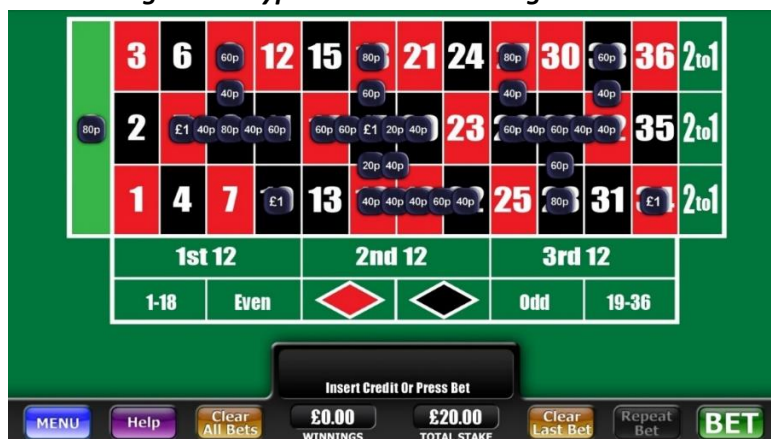 3 6 60p 12 15 80p 21 24 80p 30 60p 36 2to1
40p 60p 40p 40p
80p 2 £1 40p 80p 40p 60p 60p 60p £1 20p 40p 23 60p 40p 60p 40p 40p 35 2to1
20p 40p 60p
1 4 7 £1 13 40p 40p 40p 60p 40p 25 80p 31 £1 2to1
1st 12 2nd 12 3rd 12
1-18 Even Odd 19-36
Insert Credit Or Press Bet
MENU Help Clear All Bets £0.00 £20.00 Clear Last Bet Repeat Bet BET
WINNINGS TOTAL STAKE